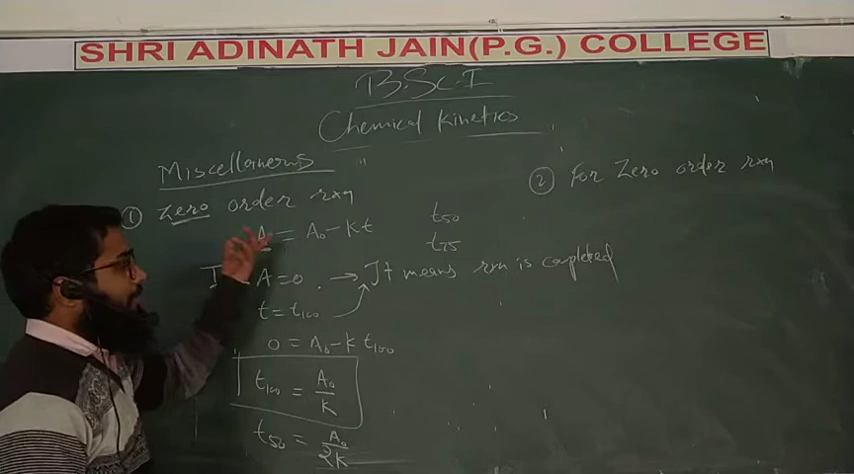 SHRI ADINATH JAIN(P.G.) COLLEGE
B.Sc-I
Chemical Kinetics
Miscellaneous
① Zero order rxn
A = A₀ - Kt
t₅₀
t₇₅
A = 0 → It means rxn is completed
t = t₁₀₀
0 = A₀ - K t₁₀₀
t₁₀₀ = A₀/K
t₅₀ = A₀/2K
② For Zero order rxn